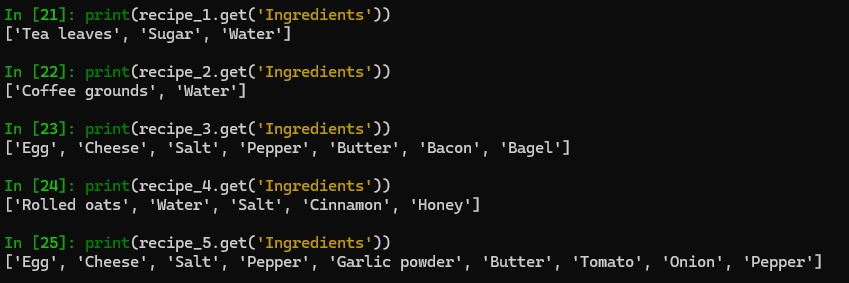 In [21]: print(recipe_1.get('Ingredients'))
['Tea leaves', 'Sugar', 'Water']
In [22]: print(recipe_2.get('Ingredients'))
['Coffee grounds', 'Water']
In [23]: print(recipe_3.get('Ingredients'))
['Egg', 'Cheese', 'Salt', 'Pepper', 'Butter', 'Bacon', 'Bagel']
In [24]: print(recipe_4.get('Ingredients'))
['Rolled oats', 'Water', 'Salt', 'Cinnamon', 'Honey']
In [25]: print(recipe_5.get('Ingredients'))
['Egg', 'Cheese', 'Salt', 'Pepper', 'Garlic powder', 'Butter', 'Tomato', 'Onion', 'Pepper']